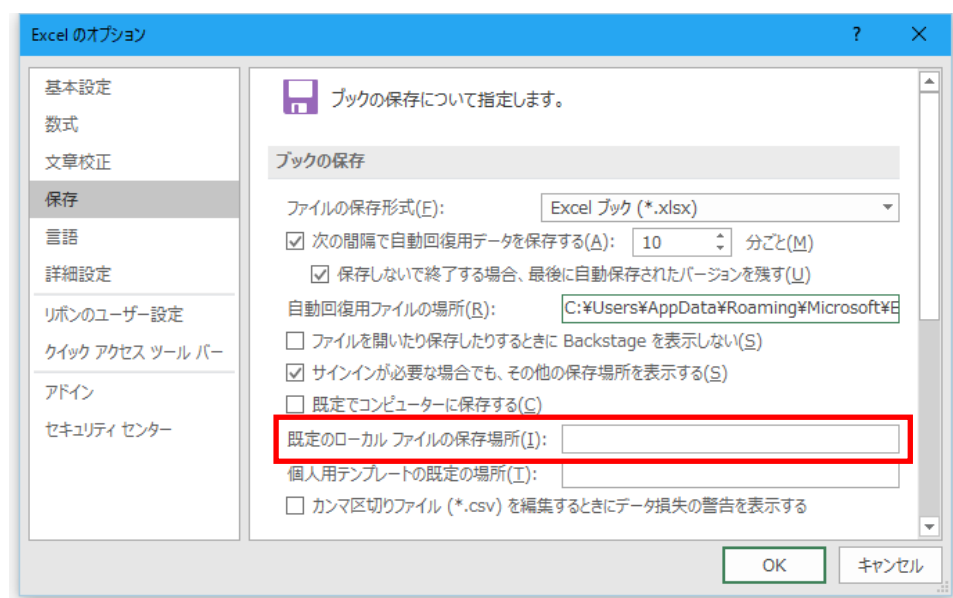 Excel のオプション
?
基本設定
数式
文章校正
保存
言語
詳細設定
リボンのユーザー設定
クイック アクセス ツール バー
アドイン
セキュリティ センター
ブックの保存について指定します。
ブックの保存
ファイルの保存形式(F): Excel ブック (*.xlsx)
次の間隔で自動回復用データを保存する(A): 10 分ごと(M)
保存しないで終了する場合、最後に自動保存されたバージョンを残す(U)
自動回復用ファイルの場所(R): C:¥Users¥AppData¥Roaming¥Microsoft¥E
ファイルを開いたり保存したりするときに Backstage を表示しない(S)
サインインが必要な場合でも、その他の保存場所を表示する(S)
既定でコンピューターに保存する(C)
既定のローカル ファイルの保存場所(I):
個人用テンプレートの既定の場所(T):
カンマ区切りファイル (*.csv) を編集するときにデータ損失の警告を表示する
OK
キャンセル